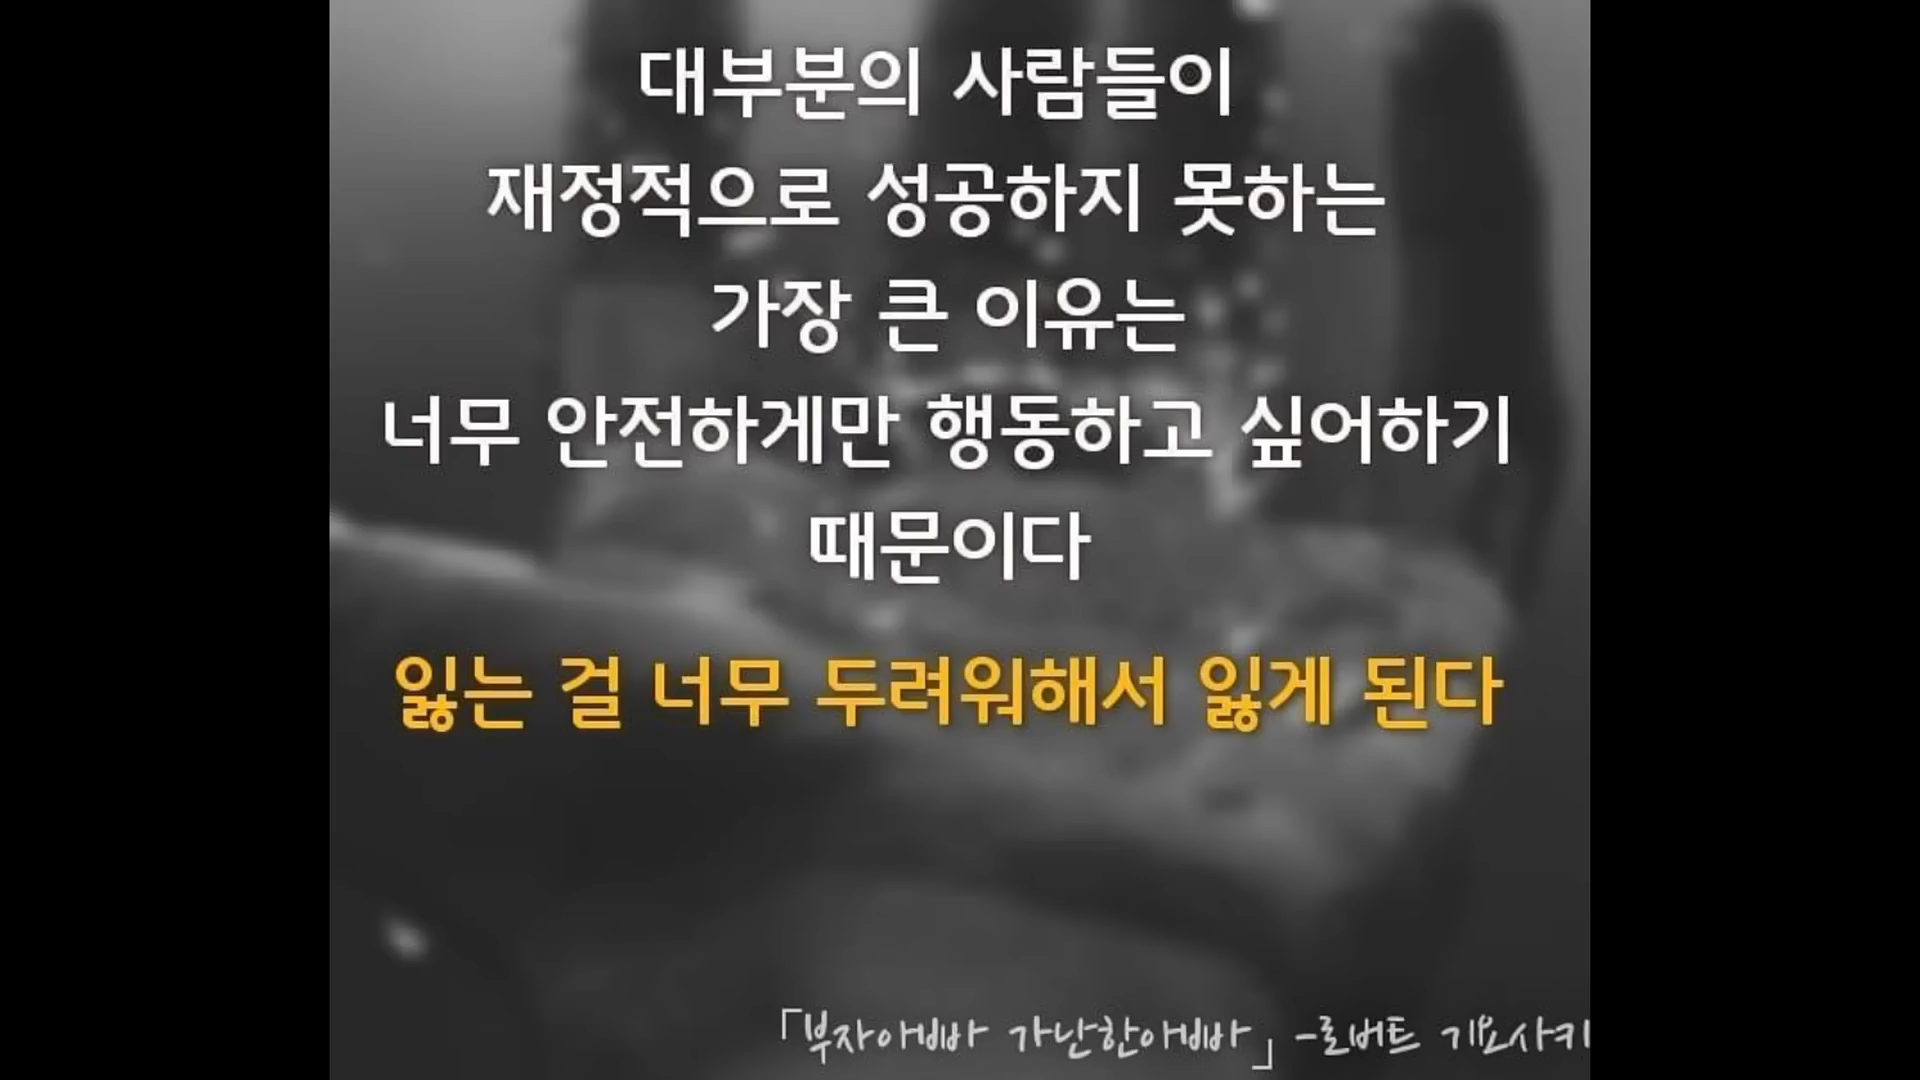 대부분의 사람들이
재정적으로 성공하지 못하는
가장 큰 이유는
너무 안전하게만 행동하고 싶어하기
때문이다
잃는 걸 너무 두려워해서 잃게 된다
「부자아빠 가난한아빠」-로버트 기요사키